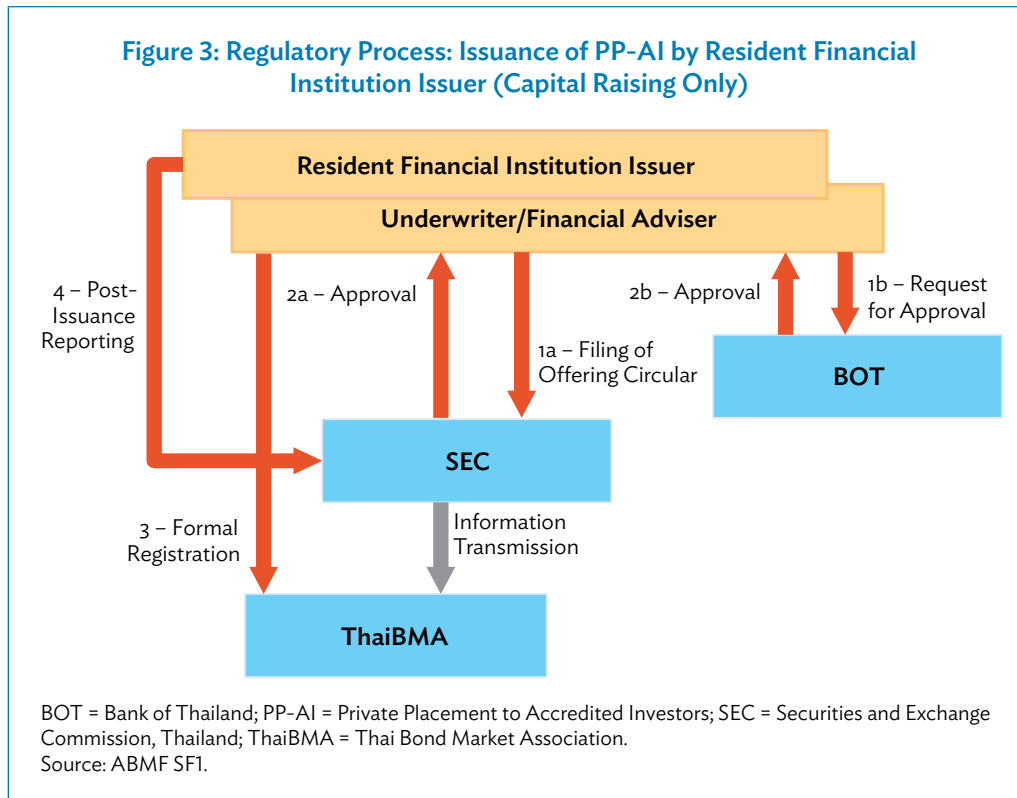 Figure 3: Regulatory Process: Issuance of PP-AI by Resident Financial
Institution Issuer (Capital Raising Only)
Resident Financial Institution Issuer
Underwriter/Financial Adviser
4 – Post-
Issuance
Reporting
2a – Approval
1a – Filing of
Offering Circular
2b – Approval
1b – Request
for Approval
BOT
SEC
3 – Formal
Registration
Information
Transmission
ThaiBMA
BOT = Bank of Thailand; PP-AI = Private Placement to Accredited Investors; SEC = Securities and Exchange
Commission, Thailand; ThaiBMA = Thai Bond Market Association.
Source: ABMF SF1.